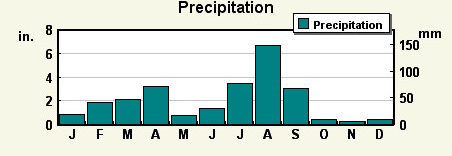 Precipitation
Precipitation
in.
mm
8
6
4
2
0
150
100
50
0
J F M A M J J A S O N D